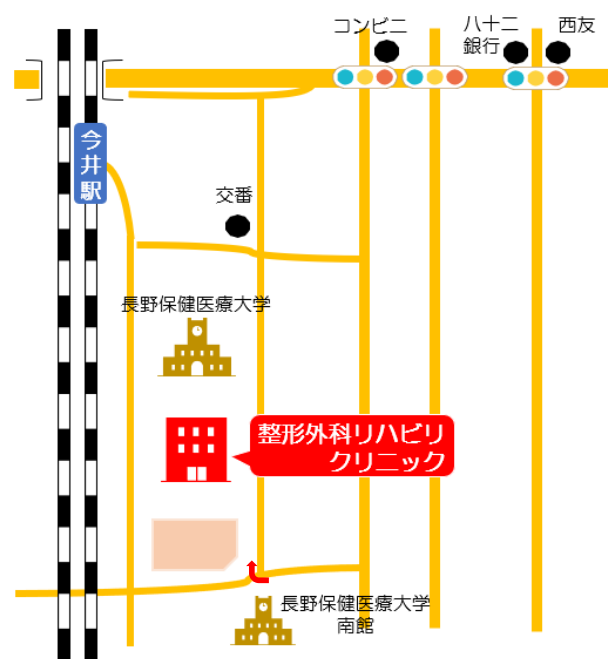 コンビニ
八十二
銀行
西友
今井駅
交番
長野保健医療大学
整形外科リハビリ
クリニック
長野保健医療大学
南館